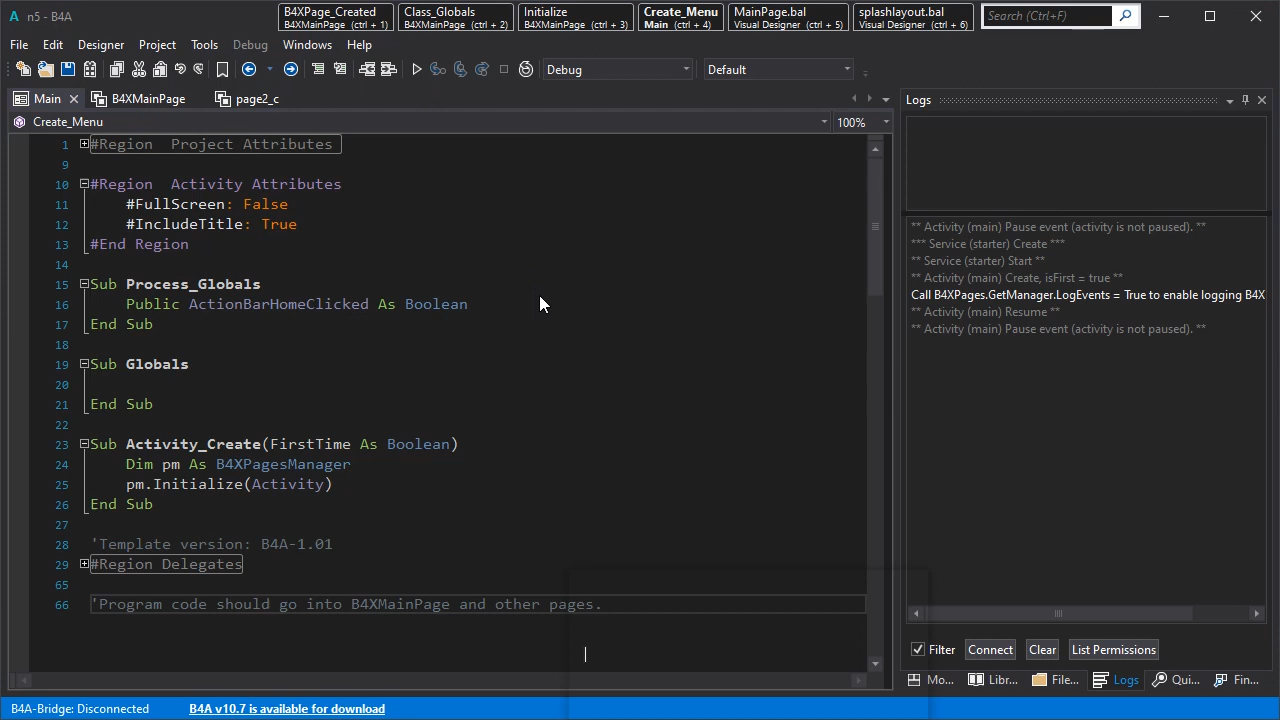 n5 - B4A
B4XPage_Created
B4XMainPage (ctrl + 1)
Class_Globals
B4XMainPage (ctrl + 2)
Initialize
B4XMainPage (ctrl + 3)
Create_Menu
Main (Ctrl + 4)
MainPage.bal
Visual Designer (ctrl + 5)
splashlayout.bal
Visual Designer (ctrl + 6)
Search (Ctrl+F)
File Edit Designer Project Tools Debug Windows Help
Debug Default
Main B4XMainPage page2_c
Create_Menu 100%
1 #Region Project Attributes
9
10 #Region Activity Attributes
11 #FullScreen: False
12 #IncludeTitle: True
13 #End Region
14
15 Sub Process_Globals
16 Public ActionBarHomeClicked As Boolean
17 End Sub
18
19 Sub Globals
20
21 End Sub
22
23 Sub Activity_Create(FirstTime As Boolean)
24 Dim pm As B4XPagesManager
25 pm.Initialize(Activity)
26 End Sub
27
28 'Template version: B4A-1.01
29 #Region Delegates
65
66 'Program code should go into B4XMainPage and other pages.
Logs
** Activity (main) Pause event (activity is not paused). **
*** Service (starter) Create ***
** Service (starter) Start **
** Activity (main) Create, isFirst = true **
Call B4XPages.GetManager.LogEvents = True to enable logging B4X
** Activity (main) Resume **
** Activity (main) Pause event (activity is not paused). **
Filter Connect Clear List Permissions
Mo... Libr... File... Logs Qui... Fin...
B4A-Bridge: Disconnected B4A v10.7 is available for download